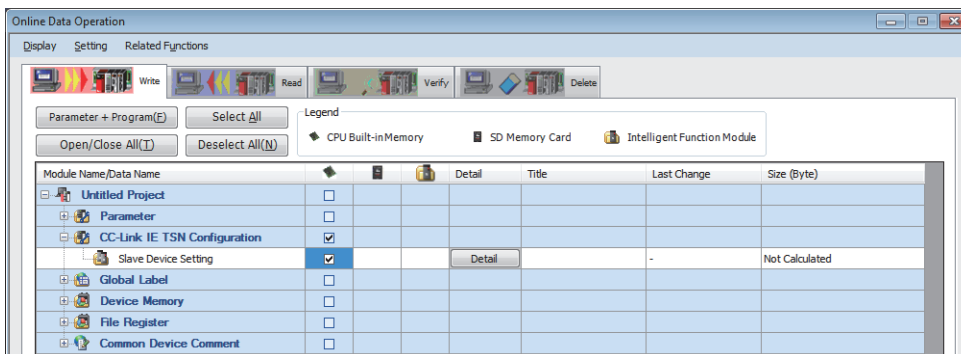 Online Data Operation
Display Setting Related Functions
Write Read Verify Delete
Parameter + Program(F) Select All
Legend
CPU Built-in Memory SD Memory Card Intelligent Function Module
Open/Close All(T) Deselect All(N)
Module Name/Data Name Detail Title Last Change Size (Byte)
Untitled Project
Parameter
CC-Link IE TSN Configuration
Slave Device Setting Detail - Not Calculated
Global Label
Device Memory
File Register
Common Device Comment